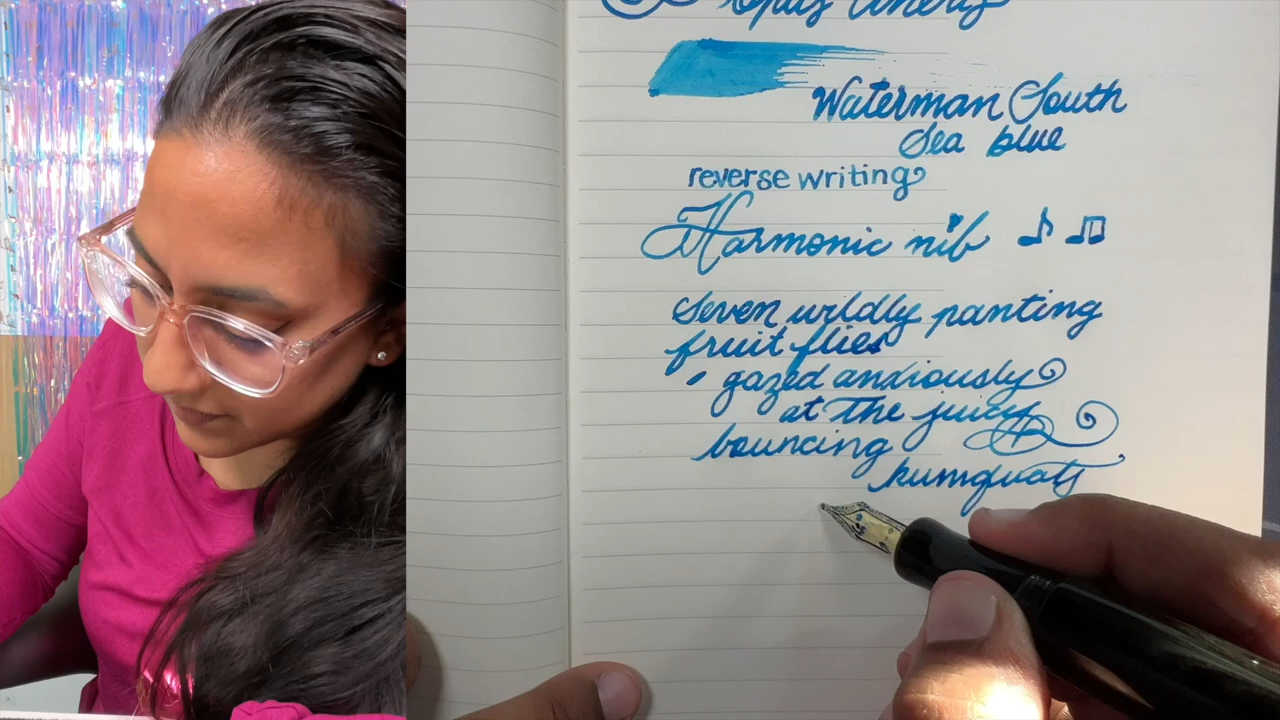 Waterman South
Sea blue
reverse writing
Harmonic nib
Seven wildly panting
fruit flies
gazed anxiously
at the juicy
bouncing
kumquats